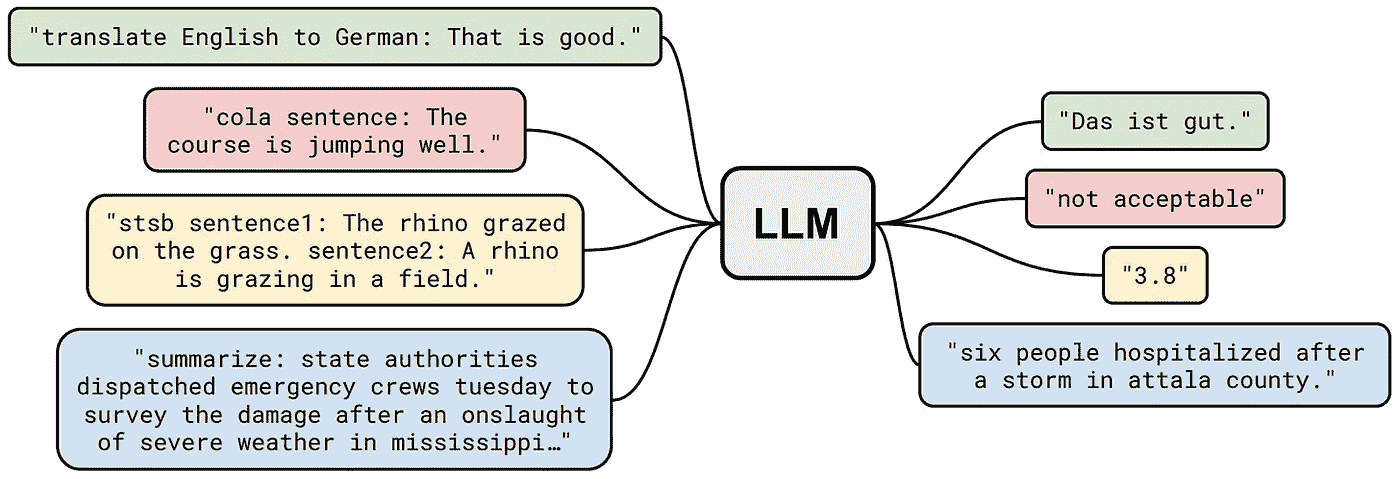 "translate English to German: That is good."
"cola sentence: The
course is jumping well."
"stsb sentence1: The rhino grazed
on the grass. sentence2: A rhino
is grazing in a field."
"summarize: state authorities
dispatched emergency crews tuesday to
survey the damage after an onslaught
of severe weather in mississippi…"
LLM
"Das ist gut."
"not acceptable"
"3.8"
"six people hospitalized after
a storm in attala county."